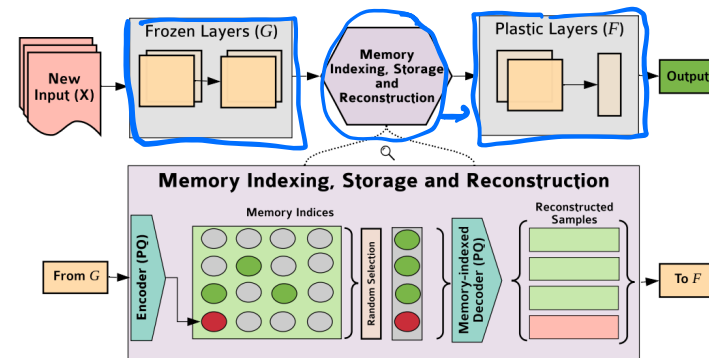 Frozen Layers (G)
Plastic Layers (F)
New
Input (X)
Memory
Indexing, Storage
and
Reconstruction
Output
Memory Indexing, Storage and Reconstruction
Memory Indices
Reconstructed
Samples
From G
Encoder (PQ)
Random Selection
Memory-indexed
Decoder (PQ)
To F